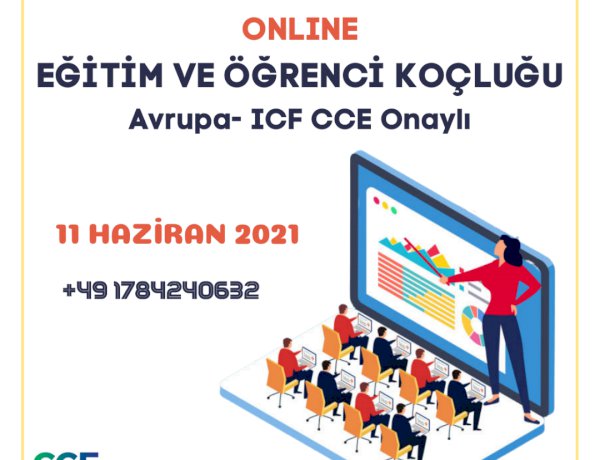 ONLINE
EĞİTİM VE ÖĞRENCİ KOÇLUĞU
Avrupa- ICF CCE Onaylı
11 HAZİRAN 2021
+49 1784240632